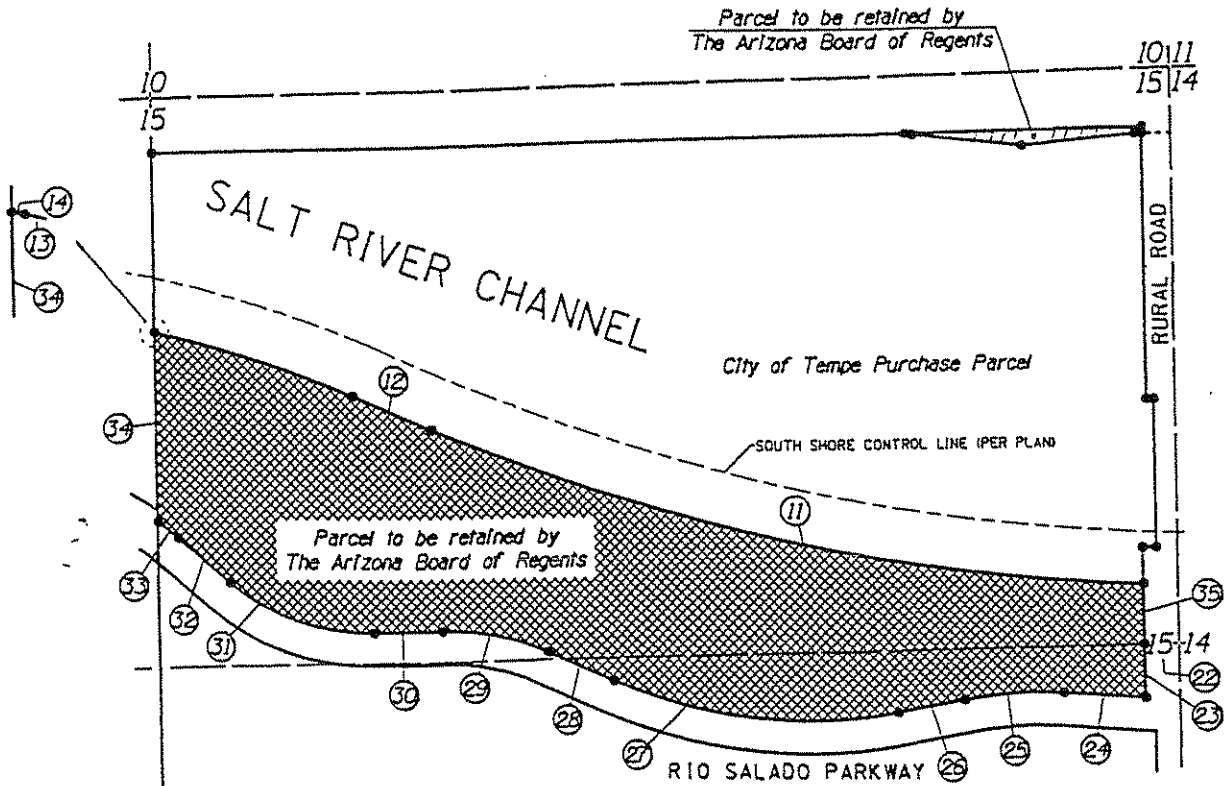 Parcel to be retained by
The Arizona Board of Regents
10
15
10 11
15 14
14
13
34
SALT RIVER CHANNEL
RURAL ROAD
City of Tempe Purchase Parcel
12
34
SOUTH SHORE CONTROL LINE (PER PLAN)
11
Parcel to be retained by
The Arizona Board of Regents
33
32
31
30
29
28
27
26
25
24
35
15 14
22
23
RIO SALADO PARKWAY